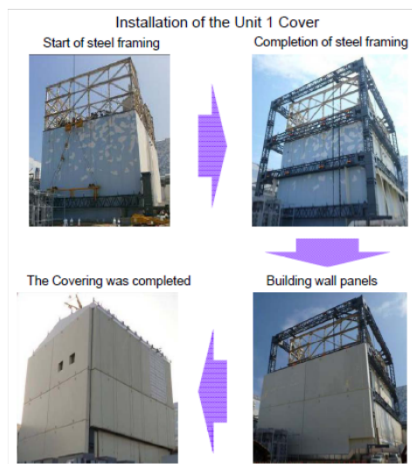 Installation of the Unit 1 Cover
Start of steel framing
Completion of steel framing
The Covering was completed
Building wall panels